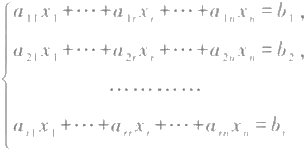 a₁₁x₁+⋯+a₁ᵣxᵣ+⋯+a₁ₙxₙ=b₁,
a₂₁x₁+⋯+a₂ᵣxᵣ+⋯+a₂ₙxₙ=b₂,
…………
aᵣ₁x₁+⋯+aᵣᵣxᵣ+⋯+aᵣₙxₙ=bᵣ